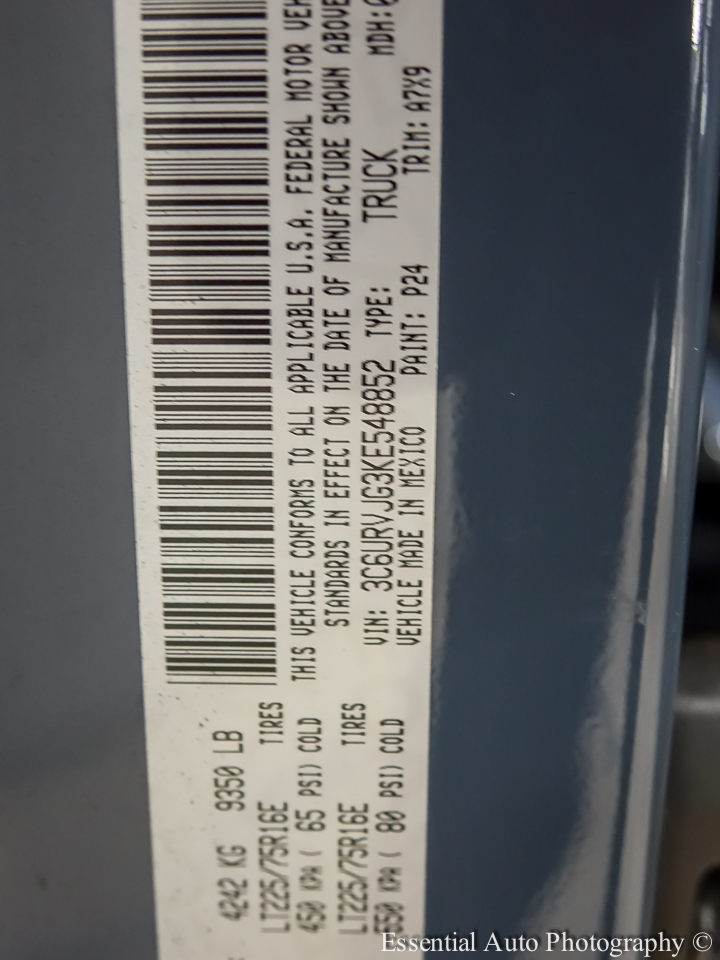 4242 KG 9350 LB
LT225/75R16E TIRES
450 KPA ( 65 PSI) COLD
LT225/75R16E TIRES
550 KPA ( 80 PSI) COLD
THIS VEHICLE CONFORMS TO ALL APPLICABLE U.S.A. FEDERAL MOTOR VEH
STANDARDS IN EFFECT ON THE DATE OF MANUFACTURE SHOWN ABOVE
VIN: 3C6URVJG3KE548852 TYPE: TRUCK MDH:0
VEHICLE MADE IN MEXICO PAINT: P24 TRIM: A7X9
Essential Auto Photography ©